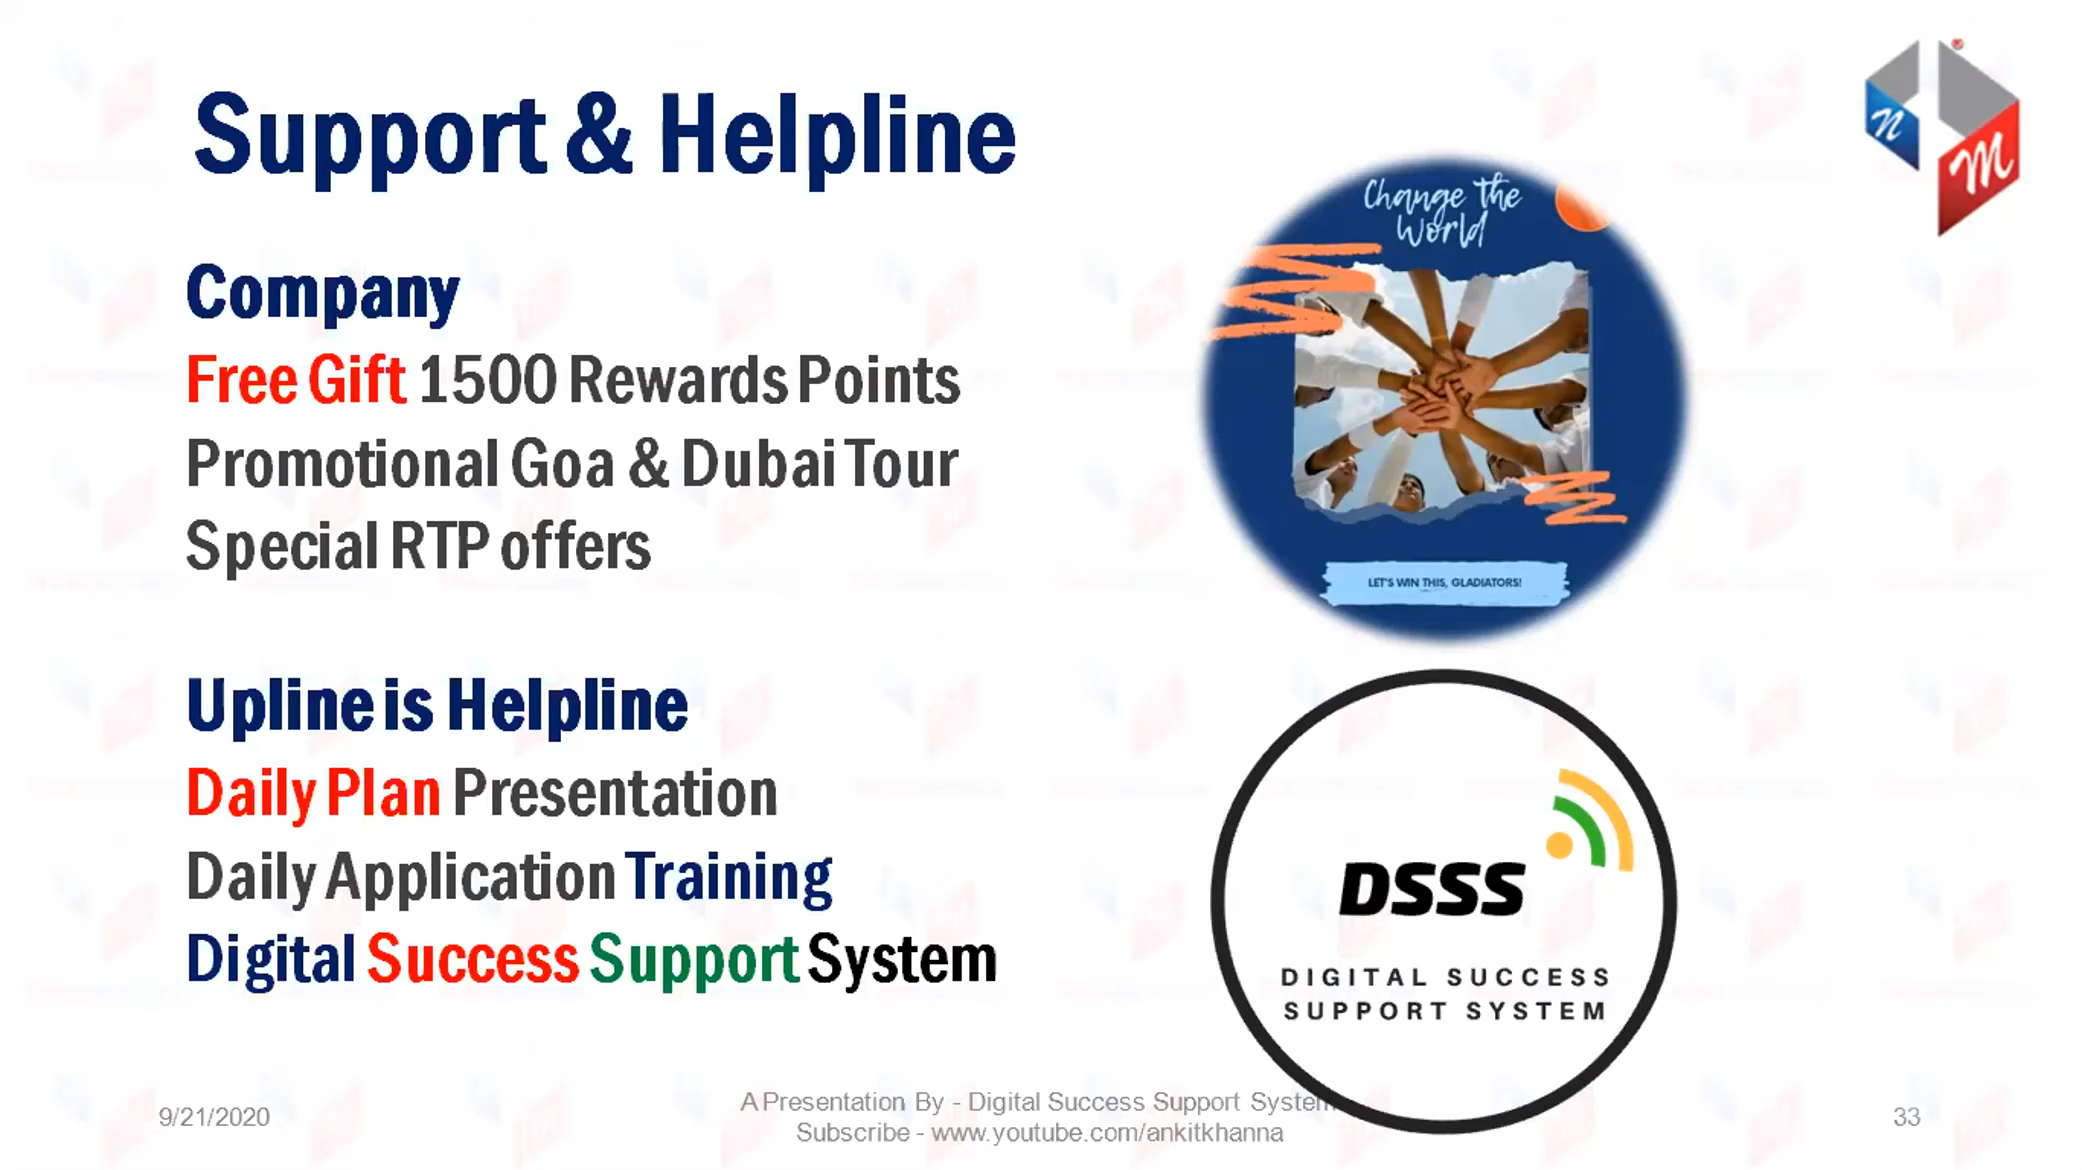 Support & Helpline
n
M
Change the
World
Company
Free Gift 1500 Rewards Points
Promotional Goa & Dubai Tour
Special RTP offers
LET'S WIN THIS, GLADIATORS!
Upline is Helpline
Daily Plan Presentation
Daily Application Training
Digital Success Support System
DSSS
DIGITAL SUCCESS
SUPPORT SYSTEM
9/21/2020
A Presentation By - Digital Success Support System
Subscribe - www.youtube.com/ankitkhanna
33